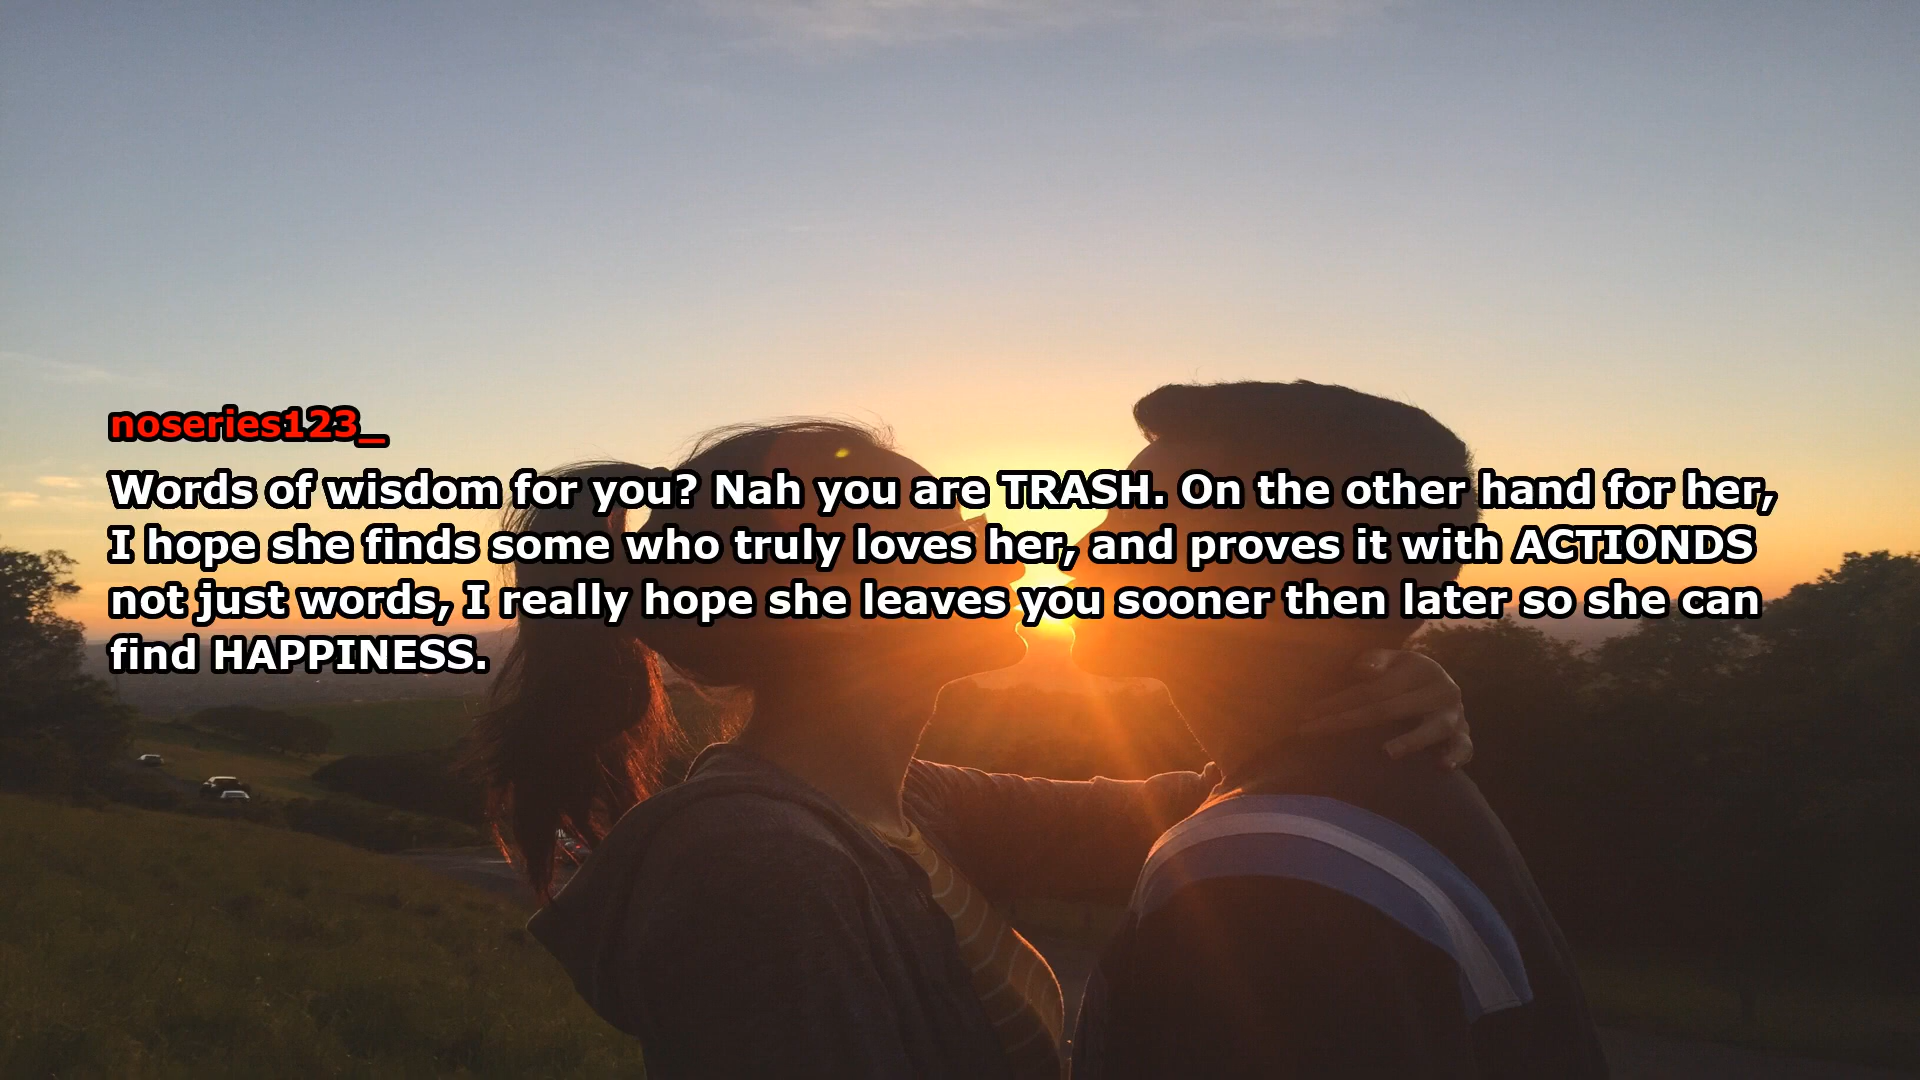 noseries123_
Words of wisdom for you? Nah you are TRASH. On the other hand for her,
I hope she finds some who truly loves her, and proves it with ACTIONDS
not just words, I really hope she leaves you sooner then later so she can
find HAPPINESS.